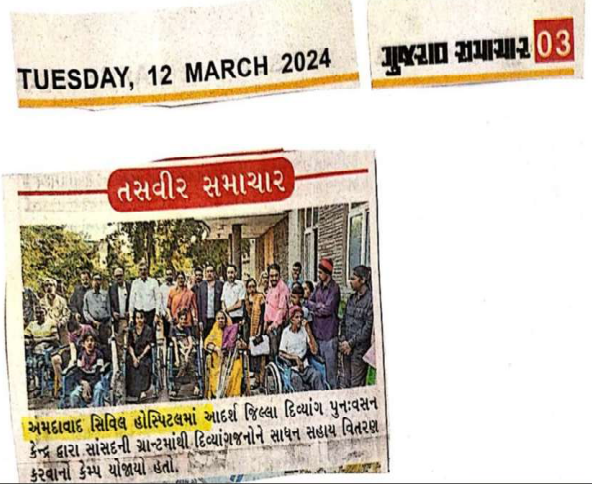 TUESDAY, 12 MARCH 2024
ગુજરાત સમાચાર 03
તસવીર સમાચાર
અમદાવાદ સિવિલ હોસ્પિટલમાં આદર્શ જિલ્લા દિવ્યાંગ પુનઃવસન
કેન્દ્ર દ્વારા સાંસદની ગ્રાન્ટમાંથી દિવ્યાંગજનોને સાધન સહાય વિતરણ
કરવાનો કેમ્પ યોજાયો હતો.